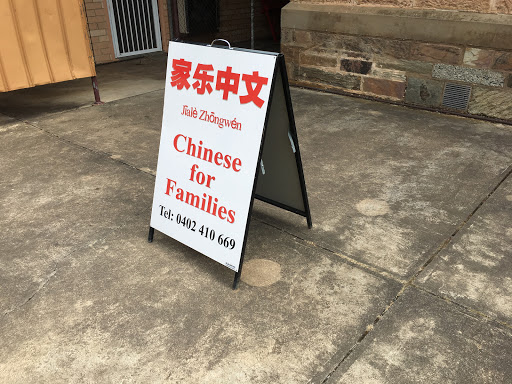 家乐中文
Jiālè Zhōngwén
Chinese
for
Families
Tel: 0402 410 669